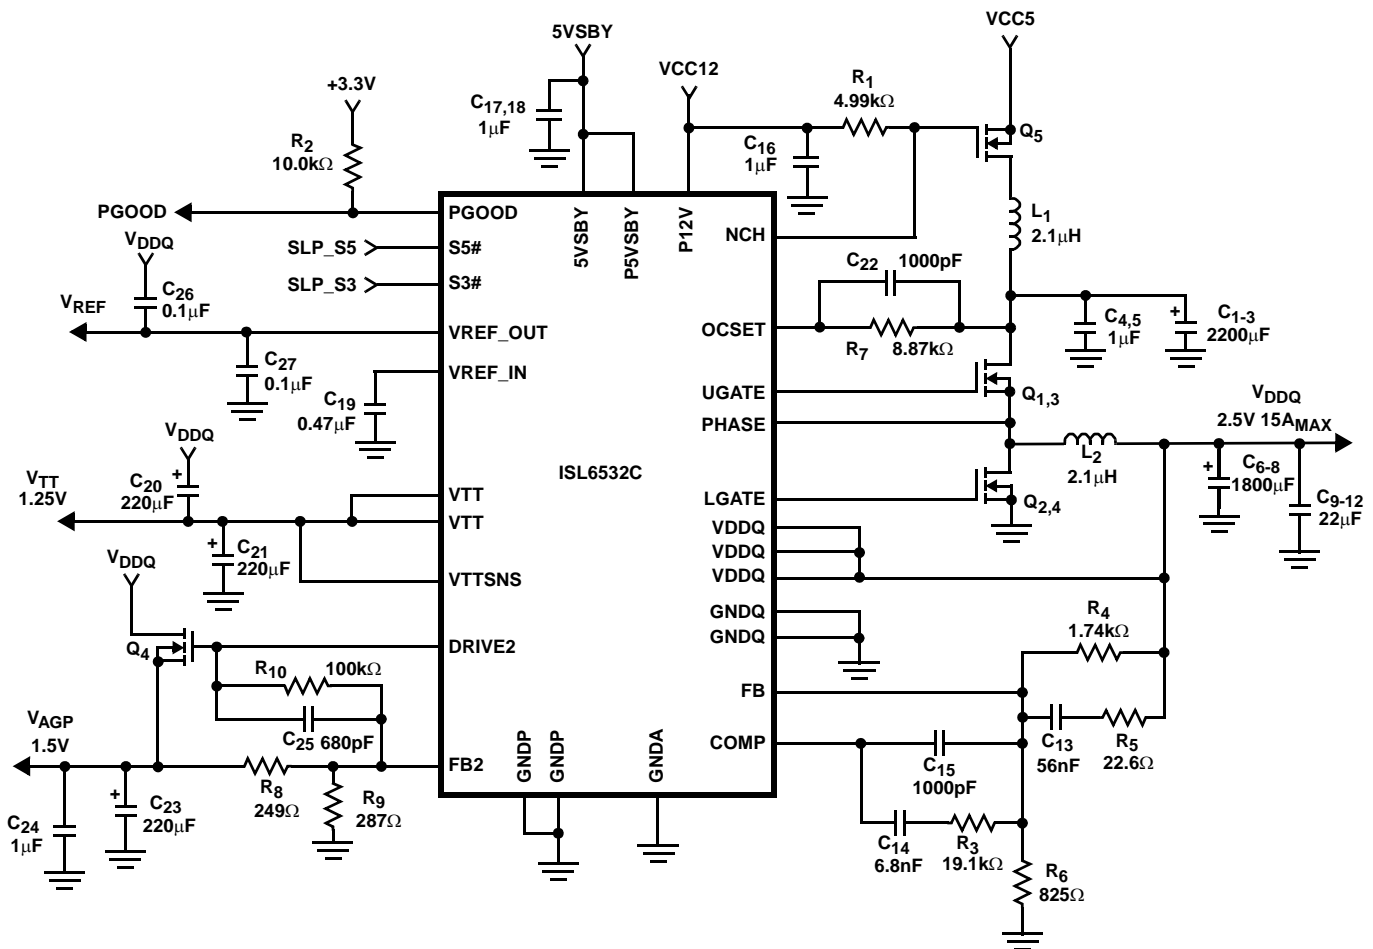 5VSBY
VCC5
VCC12
+3.3V
C17,18
1μF
R1
4.99kΩ
Q5
R2
10.0kΩ
C16
1μF
PGOOD
PGOOD
5VSBY
P5VSBY
P12V
NCH
L1
2.1μH
VDDQ
SLP_S5
S5#
SLP_S3
S3#
C22
1000pF
C26
0.1μF
VREF
VREF_OUT
OCSET
R7
8.87kΩ
C4,5
1μF
+
C1-3
2200μF
C27
0.1μF
VREF_IN
C19
0.47μF
UGATE
Q1,3
PHASE
VDDQ
2.5V 15AMAX
L2
2.1μH
VDDQ
ISL6532C
+
C20
220μF
VTT
1.25V
VTT
VTT
LGATE
Q2,4
+
C6-8
1800μF
C9-12
22μF
+
C21
220μF
VDDQ
VDDQ
VDDQ
VDDQ
VTTSNS
GNDQ
GNDQ
R4
1.74kΩ
Q4
DRIVE2
R10
100kΩ
C25 680pF
FB
VAGP
1.5V
FB2
GNDP
GNDP
GNDA
COMP
C13
56nF
R5
22.6Ω
C15
1000pF
R8
249Ω
R9
287Ω
+
C23
220μF
C24
1μF
C14
6.8nF
R3
19.1kΩ
R6
825Ω